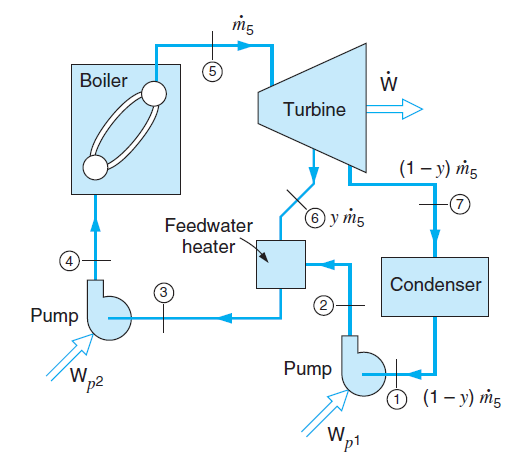 ṁ5
5
Boiler
Turbine
Ẇ
(1 – y) ṁ5
7
6 y ṁ5
Feedwater
heater
4
3
2
Condenser
Pump
Wp2
Pump
1 (1 – y) ṁ5
Wp1